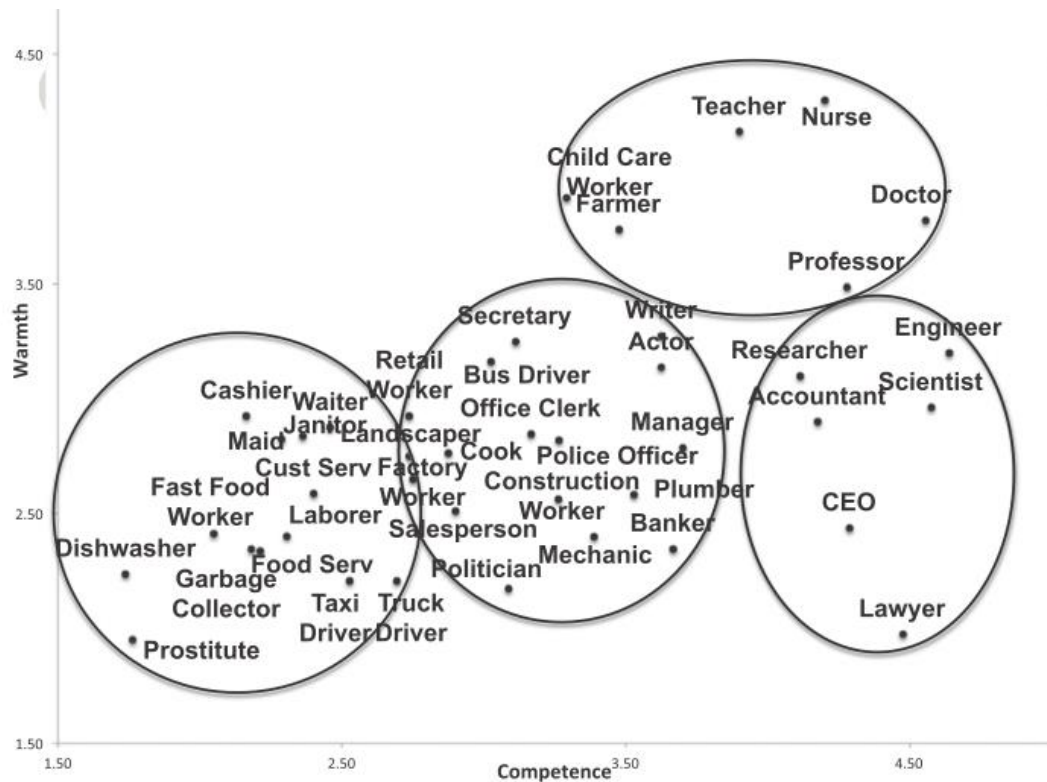 4.50
Teacher
Nurse
Child Care
Worker
Farmer
Doctor
Professor
3.50
Warmth
Secretary
Writer
Actor
Engineer
Researcher
Retail
Worker
Bus Driver
Scientist
Accountant
Cashier
Waiter
Janitor
Maid
Landscaper
Office Clerk
Manager
Cook
Police Officer
Cust Serv
Factory
Worker
Construction
Worker
Plumber
Fast Food
Worker
Laborer
Salesperson
Banker
CEO
2.50
Dishwasher
Food Serv
Mechanic
Politician
Garbage
Collector
Taxi
Driver
Truck
Driver
Lawyer
Prostitute
1.50
1.50
2.50
3.50
4.50
Competence